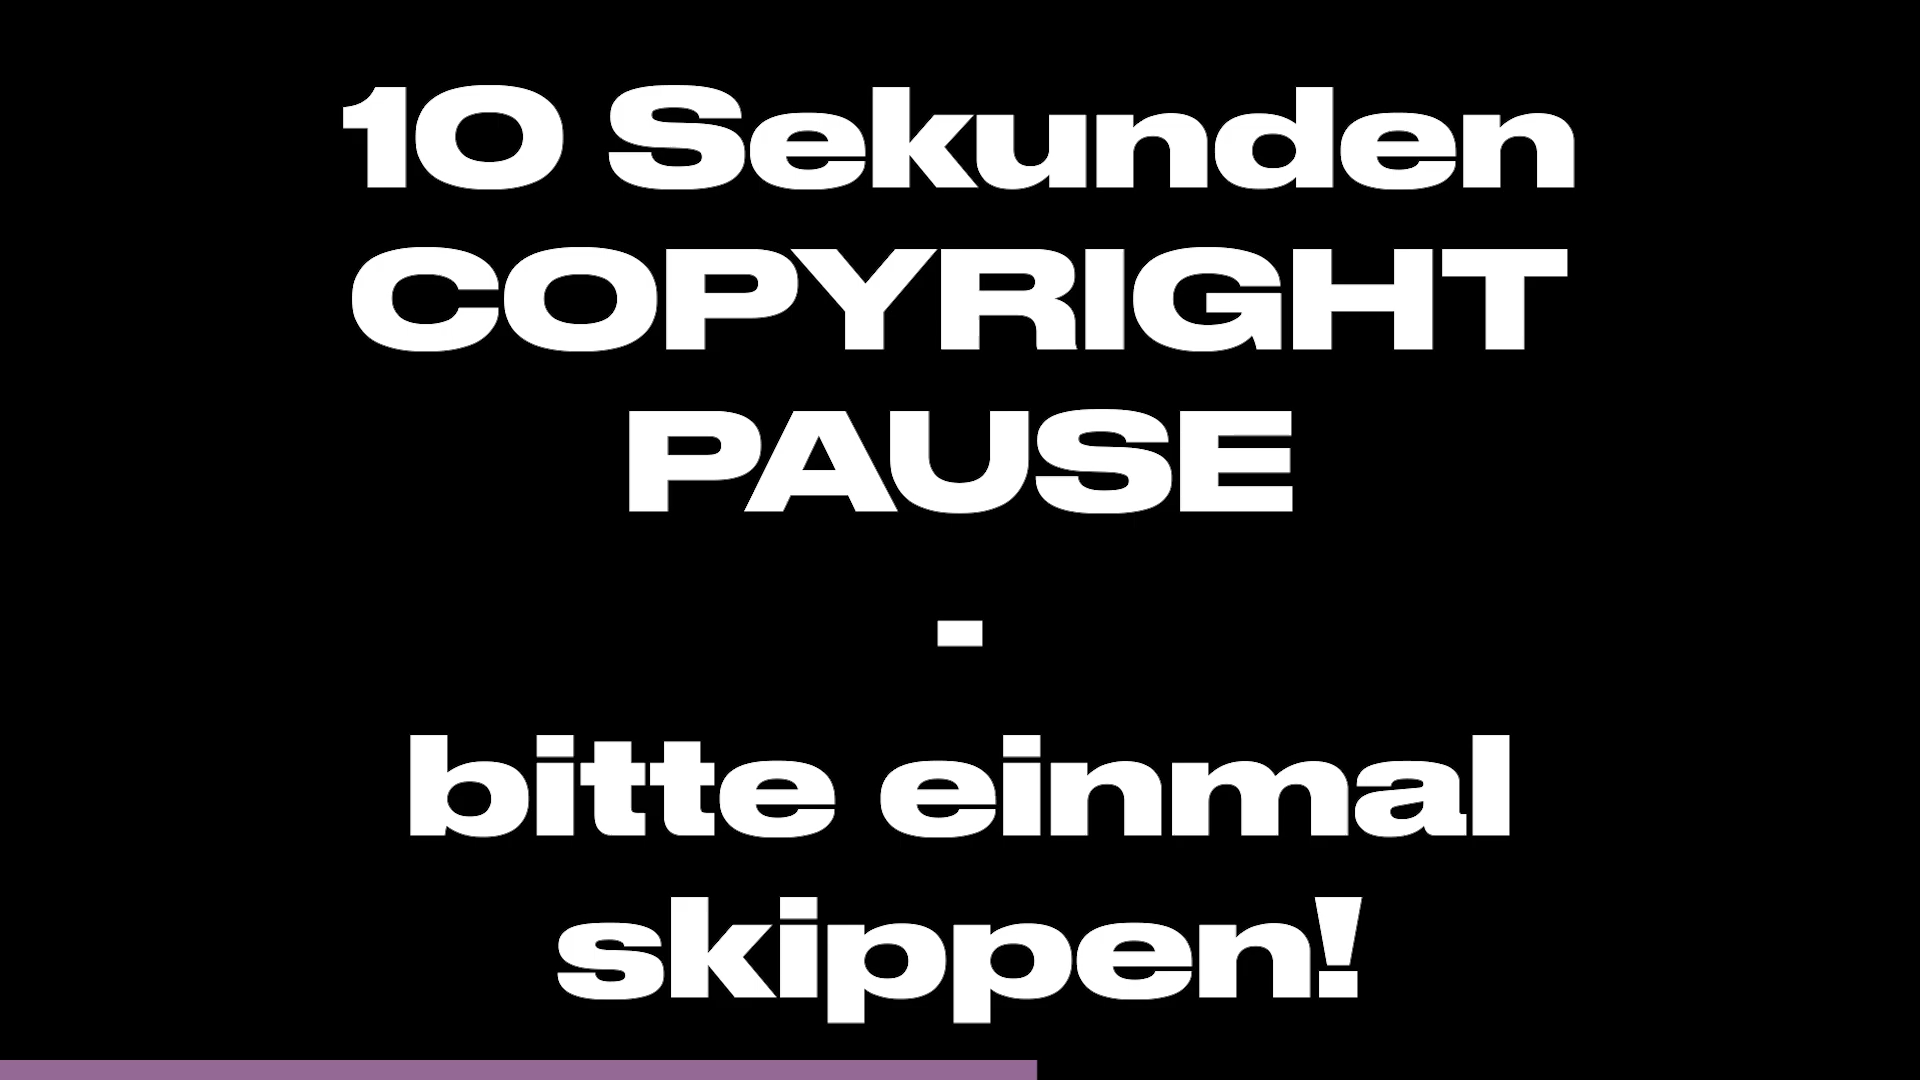 10 Sekunden
COPYRIGHT
PAUSE
-
bitte einmal
skippen!